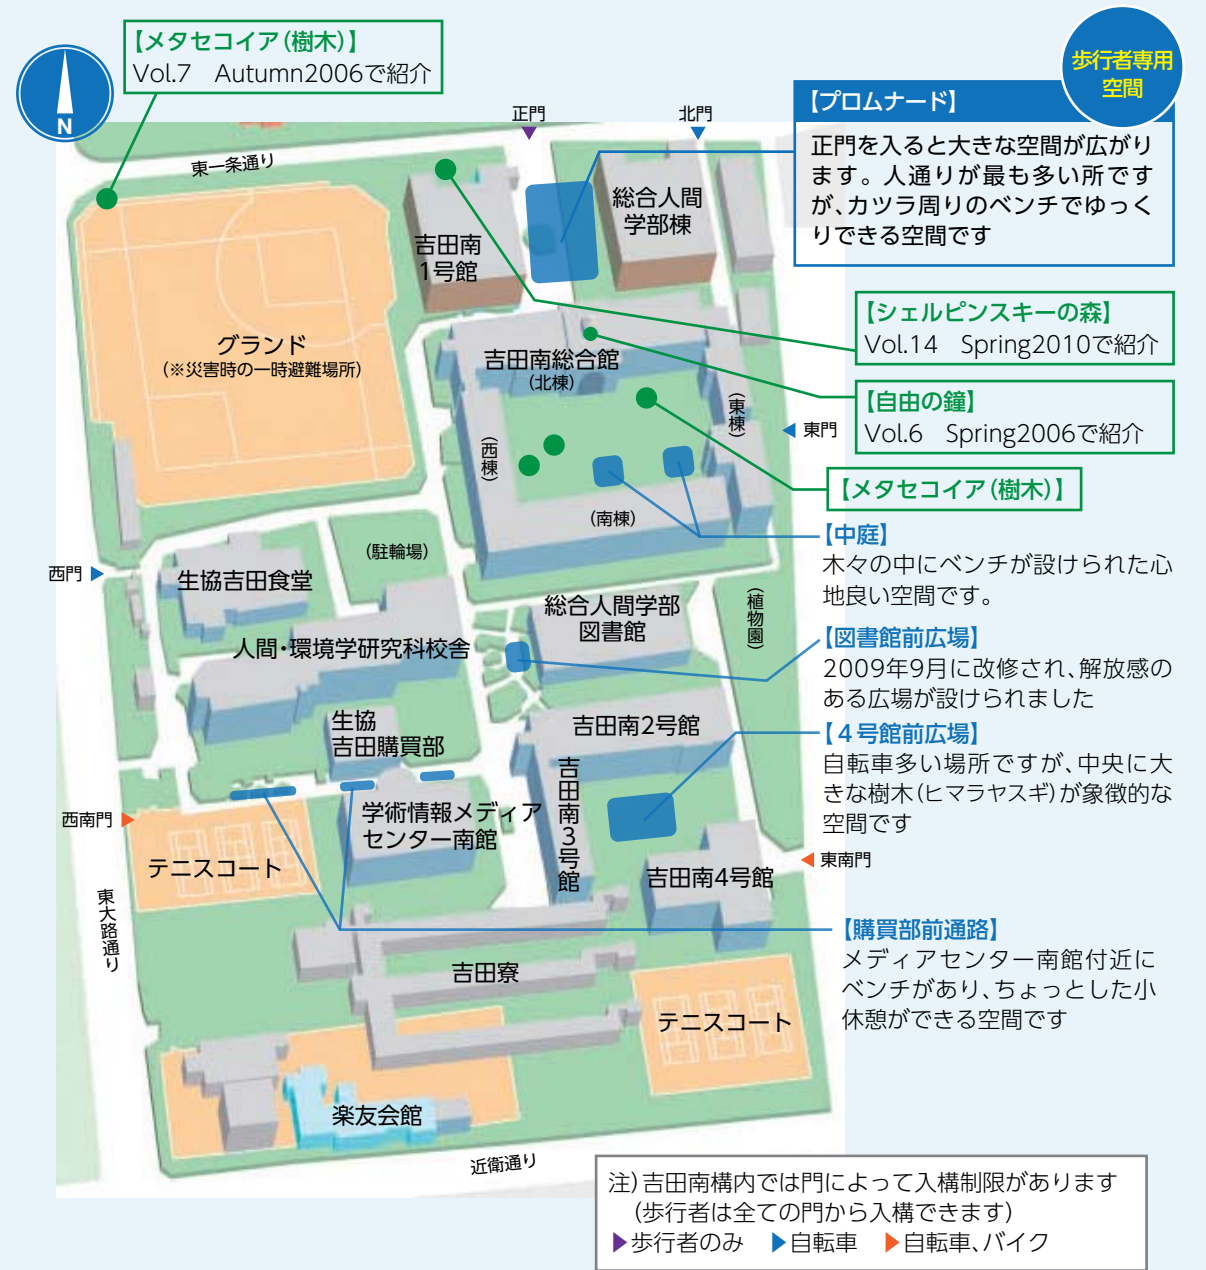 【メタセコイア(樹木)】
Vol.7 Autumn2006で紹介
N
歩行者専用
空間
正門
北門
【プロムナード】
正門を入ると大きな空間が広がり
ます。人通りが最も多い所です
が、カツラ周りのベンチでゆっく
りできる空間です
東一条通り
吉田南
1号館
総合人間
学部棟
【シェルピンスキーの森】
Vol.14 Spring2010で紹介
グランド
(※災害時の一時避難場所)
吉田南総合館
(北棟)
(東棟)
(西棟)
(南棟)
【自由の鐘】
Vol.6 Spring2006で紹介
東門
【メタセコイア(樹木)】
【中庭】
木々の中にベンチが設けられた心
地良い空間です。
(駐輪場)
西門
生協吉田食堂
総合人間学部
図書館
(植物園)
人間・環境学研究科校舎
【図書館前広場】
2009年9月に改修され、解放感の
ある広場が設けられました
生協
吉田購買部
吉田南2号館
【4号館前広場】
自転車多い場所ですが、中央に大
きな樹木(ヒマラヤスギ)が象徴的な
空間です
吉田南3号館
学術情報メディア
センター南館
西南門
テニスコート
東南門
吉田南4号館
東大路通り
【購買部前通路】
メディアセンター南館付近に
ベンチがあり、ちょっとした小
休憩ができる空間です
吉田寮
テニスコート
楽友会館
近衛通り
注)吉田南構内では門によって入構制限があります
(歩行者は全ての門から入構できます)
▶歩行者のみ ▶自転車 ▶自転車、バイク